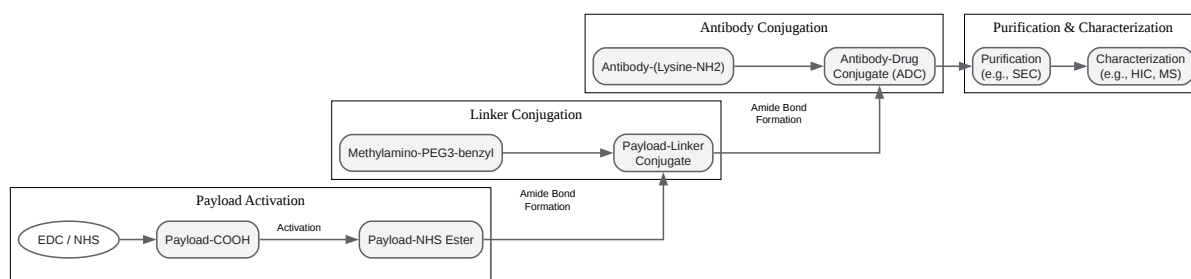 Antibody Conjugation
Purification & Characterization
Antibody-(Lysine-NH2)
Antibody-Drug
Conjugate (ADC)
Purification
(e.g., SEC)
Characterization
(e.g., HIC, MS)
Linker Conjugation
Amide Bond
Formation
Methylamino-PEG3-benzyl
Payload-Linker
Conjugate
Payload Activation
Amide Bond
Formation
EDC / NHS
Payload-COOH
Activation
Payload-NHS Ester